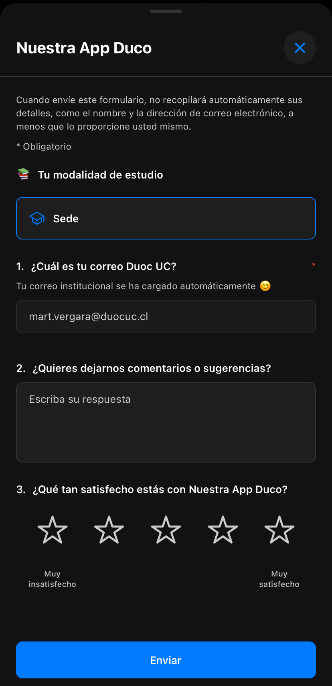 Nuestra App Duco
Cuando envíe este formulario, no recopilará automáticamente sus
detalles, como el nombre y la dirección de correo electrónico, a
menos que lo proporcione usted mismo.
* Obligatorio
Tu modalidad de estudio
Sede
1. ¿Cuál es tu correo Duoc UC? *
Tu correo institucional se ha cargado automáticamente 😊
mart.vergara@duocuc.cl
2. ¿Quieres dejarnos comentarios o sugerencias?
Escriba su respuesta
3. ¿Qué tan satisfecho estás con Nuestra App Duco?
Muy
insatisfecho
Muy
satisfecho
Enviar